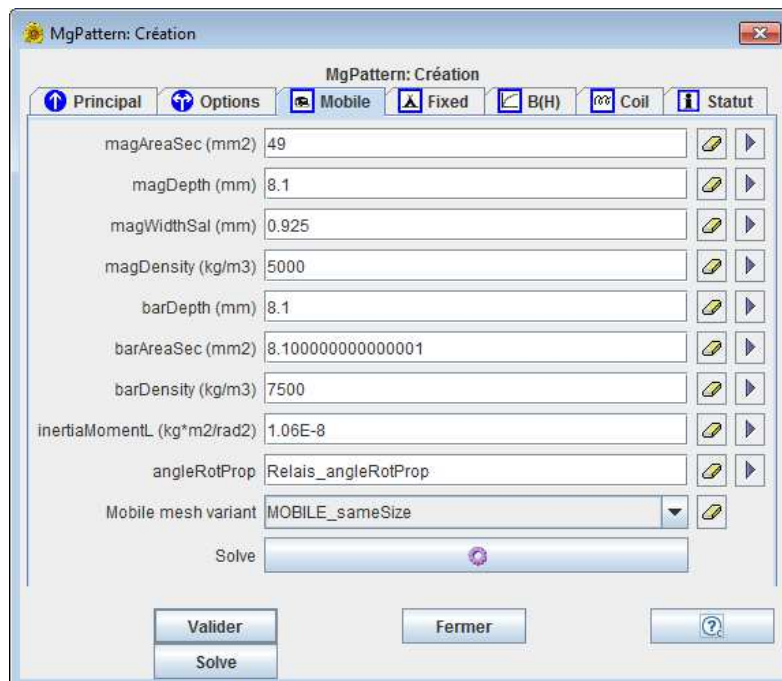 MgPattern: Création
MgPattern: Création
Principal Options Mobile Fixed B(H) Coil Statut
magAreaSec (mm2) 49
magDepth (mm) 8.1
magWidthSal (mm) 0.925
magDensity (kg/m3) 5000
barDepth (mm) 8.1
barAreaSec (mm2) 8.100000000000001
barDensity (kg/m3) 7500
inertiaMomentL (kg*m2/rad2) 1.06E-8
angleRotProp Relais_angleRotProp
Mobile mesh variant MOBILE_sameSize
Solve
Valider Fermer
Solve